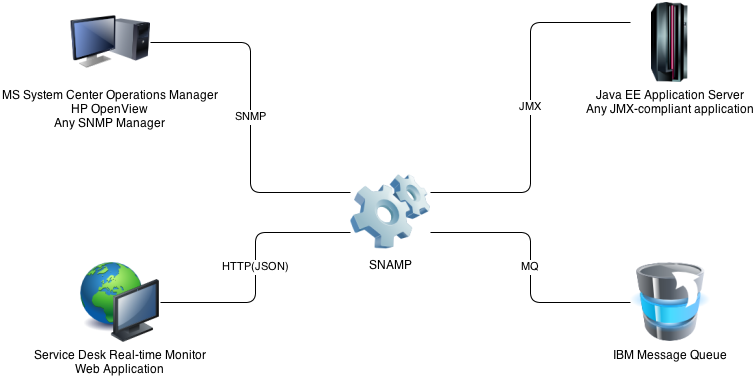 MS System Center Operations Manager
HP OpenView
Any SNMP Manager
SNMP
JMX
Java EE Application Server
Any JMX-compliant application
SNAMP
HTTP(JSON)
MQ
Service Desk Real-time Monitor
Web Application
IBM Message Queue